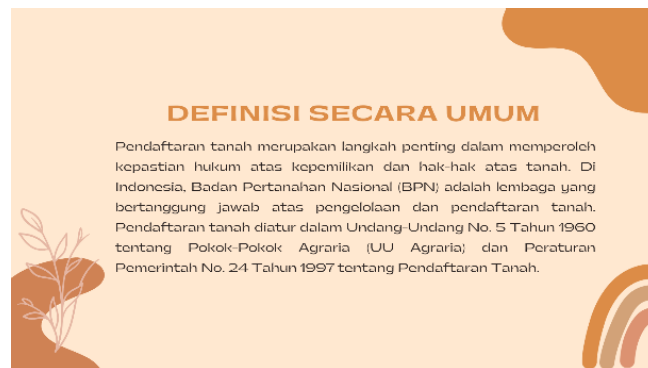 DEFINISI SECARA UMUM
Pendaftaran tanah merupakan langkah penting dalam memperoleh
kepastian hukum atas kepemilikan dan hak-hak atas tanah. Di
Indonesia, Badan Pertanahan Nasional (BPN) adalah lembaga yang
bertanggung jawab atas pengelolaan dan pendaftaran tanah.
Pendaftaran tanah diatur dalam Undang-Undang No. 5 Tahun 1960
tentang Pokok-Pokok Agraria (UU Agraria) dan Peraturan
Pemerintah No. 24 Tahun 1997 tentang Pendaftaran Tanah.